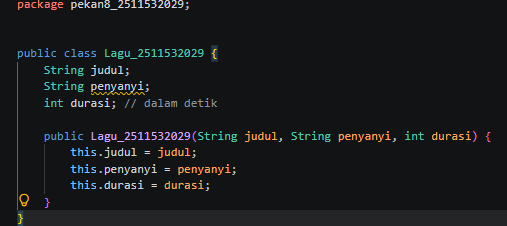 package pekan8_2511532029;
public class Lagu_2511532029 {
String judul;
String penyanyi;
int durasi; // dalam detik
public Lagu_2511532029(String judul, String penyanyi, int durasi) {
this.judul = judul;
this.penyanyi = penyanyi;
this.durasi = durasi;
}
}